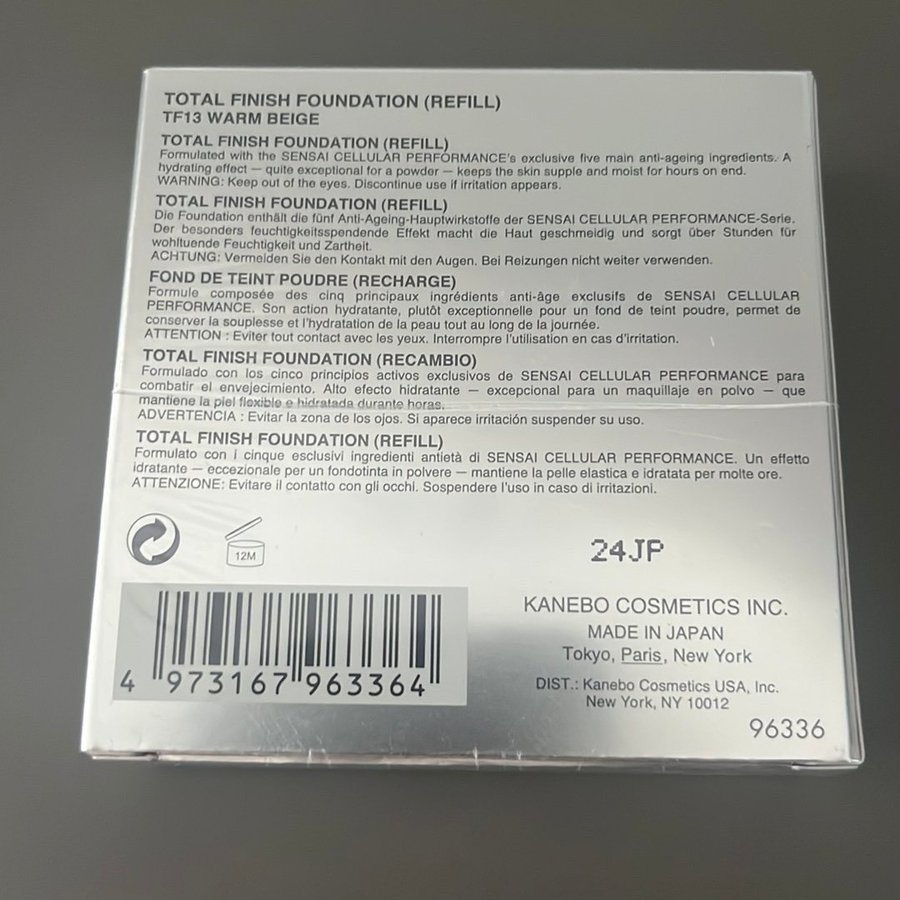 TOTAL FINISH FOUNDATION (REFILL)
TF13 WARM BEIGE
TOTAL FINISH FOUNDATION (REFILL)
Formulated with the SENSAI CELLULAR PERFORMANCE's exclusive five main anti-ageing ingredients. A
hydrating effect — quite exceptional for a powder — keeps the skin supple and moist for hours on end.
WARNING: Keep out of the eyes. Discontinue use if irritation appears.
TOTAL FINISH FOUNDATION (REFILL)
Die Foundation enthält die fünf Anti-Ageing-Hauptwirkstoffe der SENSAI CELLULAR PERFORMANCE-Serie.
Der besonders feuchtigkeitsspendende Effekt macht die Haut geschmeidig und sorgt über Stunden für
wohltuende Feuchtigkeit und Zartheit.
ACHTUNG: Vermeiden Sie den Kontakt mit den Augen. Bei Reizungen nicht weiter verwenden.
FOND DE TEINT POUDRE (RECHARGE)
Formule composée des cinq principaux ingrédients anti-âge exclusifs de SENSAI CELLULAR
PERFORMANCE. Son action hydratante, plutôt exceptionnelle pour un fond de teint poudre, permet de
conserver la souplesse et l'hydratation de la peau tout au long de la journée.
ATTENTION : Eviter tout contact avec les yeux. Interrompre l'utilisation en cas d'irritation.
TOTAL FINISH FOUNDATION (RECAMBIO)
Formulado con los cinco principios activos exclusivos de SENSAI CELLULAR PERFORMANCE para
combatir el envejecimiento. Alto efecto hidratante — excepcional para un maquillaje en polvo — que
mantiene la piel flexible e hidratada durante horas.
ADVERTENCIA : Evitar la zona de los ojos. Si aparece irritación suspender su uso.
TOTAL FINISH FOUNDATION (REFILL)
Formulato con i cinque esclusivi ingredienti antietà di SENSAI CELLULAR PERFORMANCE. Un effetto
idratante — eccezionale per un fondotinta in polvere — mantiene la pelle elastica e idratata per molte ore.
ATTENZIONE: Evitare il contatto con gli occhi. Sospendere l'uso in caso di irritazioni.
12M
24JP
KANEBO COSMETICS INC.
MADE IN JAPAN
Tokyo, Paris, New York
DIST.: Kanebo Cosmetics USA, Inc.
New York, NY 10012
96336
4 973167 963364